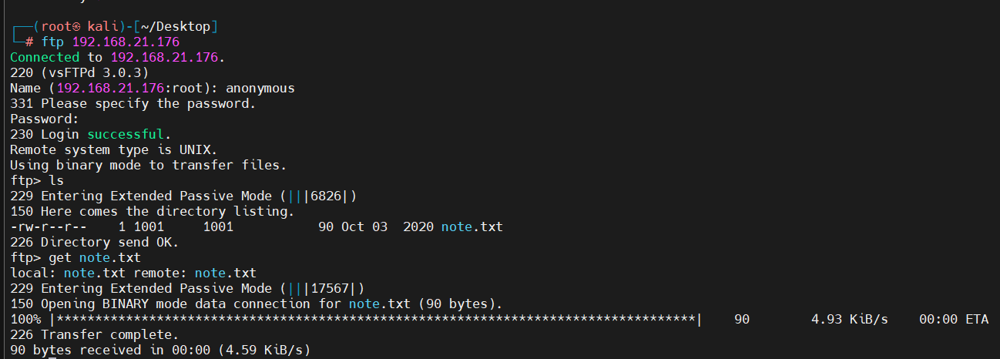 ┌──(root㉿ kali)-[~/Desktop]
└─# ftp 192.168.21.176
Connected to 192.168.21.176.
220 (vsFTPd 3.0.3)
Name (192.168.21.176:root): anonymous
331 Please specify the password.
Password:
230 Login successful.
Remote system type is UNIX.
Using binary mode to transfer files.
ftp> ls
229 Entering Extended Passive Mode (|||6826|)
150 Here comes the directory listing.
-rw-r--r--    1 1001     1001           90 Oct 03  2020 note.txt
226 Directory send OK.
ftp> get note.txt
local: note.txt remote: note.txt
229 Entering Extended Passive Mode (|||17567|)
150 Opening BINARY mode data connection for note.txt (90 bytes).
100% |***********************************************************************************|    90        4.93 KiB/s    00:00 ETA
226 Transfer complete.
90 bytes received in 00:00 (4.59 KiB/s)